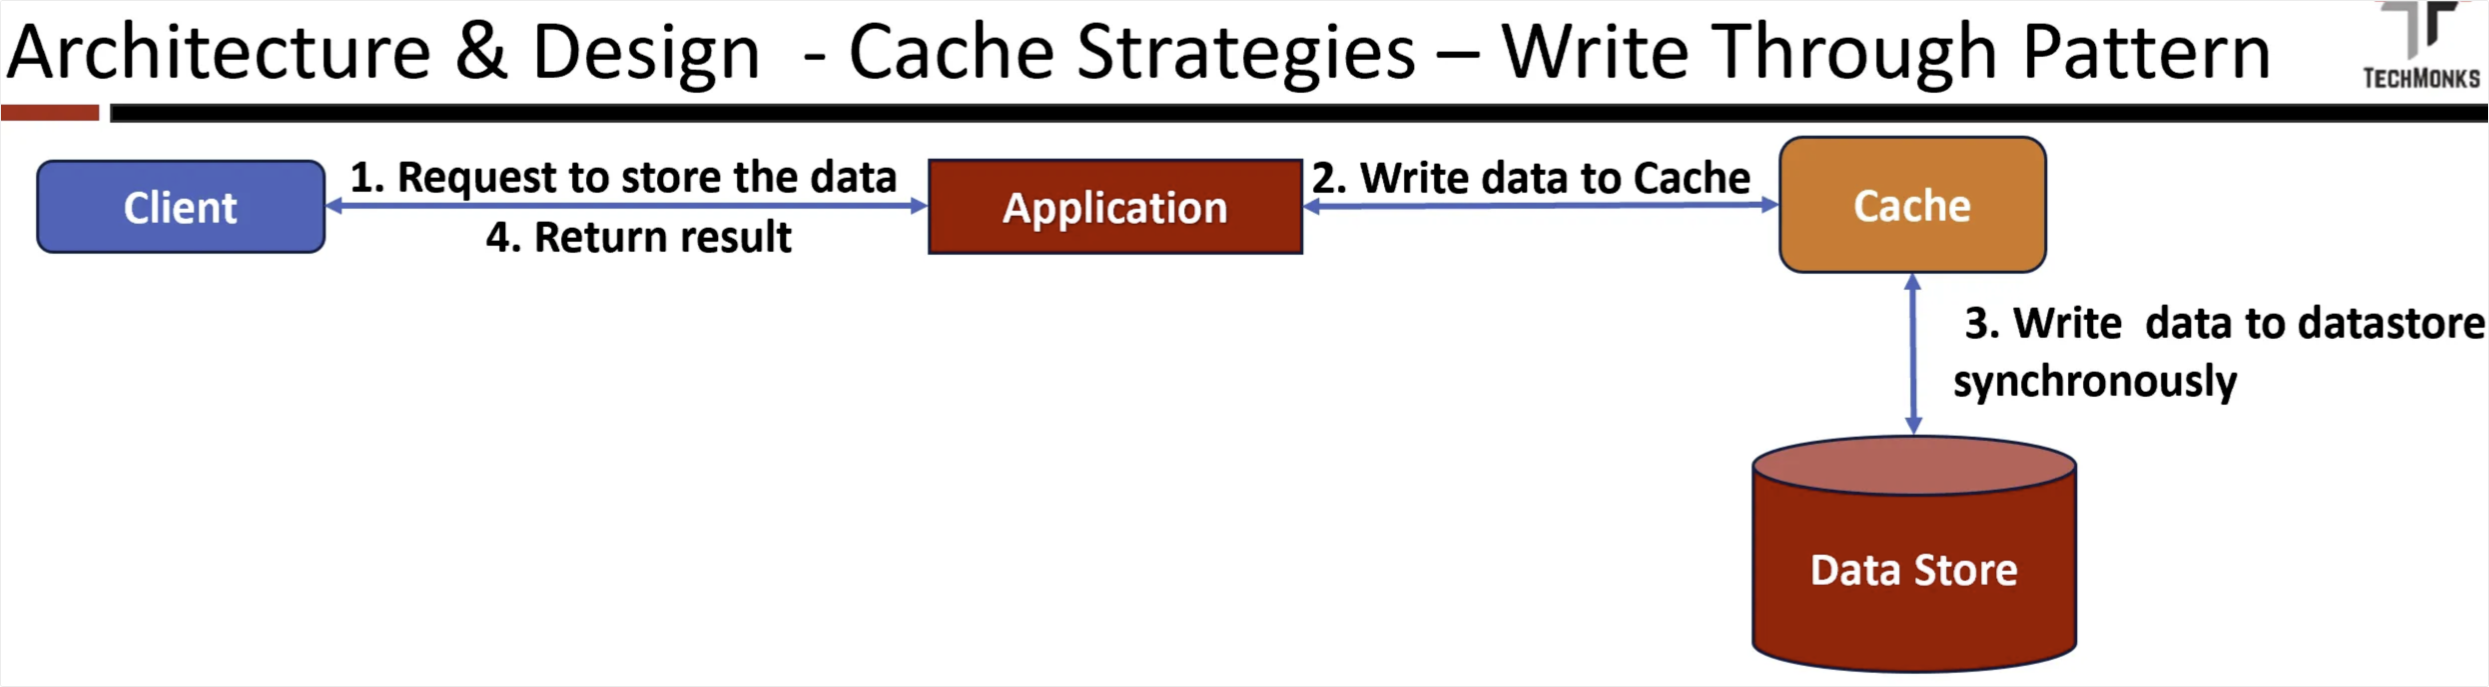 Architecture & Design - Cache Strategies – Write Through Pattern
TECHMONKS
Client
1. Request to store the data
4. Return result
Application
2. Write data to Cache
Cache
3. Write data to datastore
synchronously
Data Store